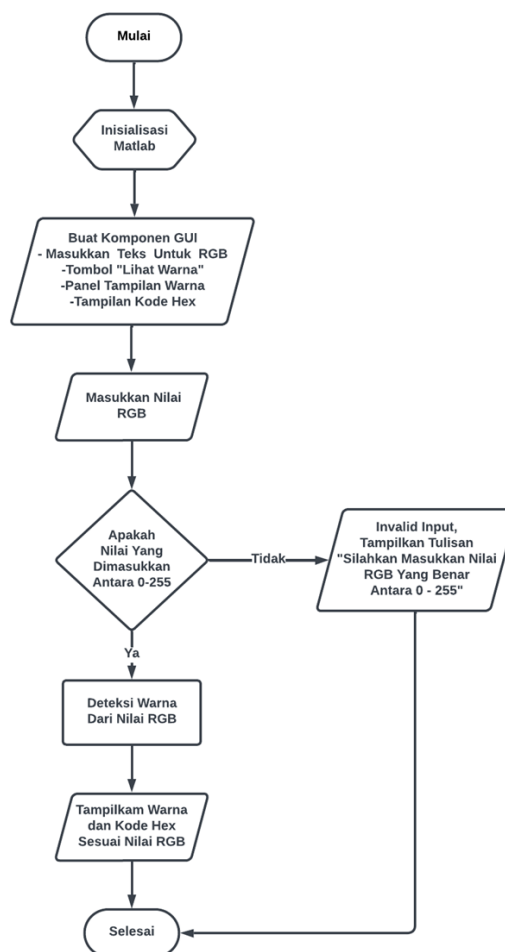 Mulai
Inisialisasi
Matlab
Buat Komponen GUI
- Masukkan Teks Untuk RGB
-Tombol "Lihat Warna"
-Panel Tampilan Warna
-Tampilan Kode Hex
Masukkan Nilai
RGB
Apakah
Nilai Yang
Dimasukkan
Antara 0-255
Tidak
Invalid Input,
Tampilkan Tulisan
"Silahkan Masukkan Nilai
RGB Yang Benar
Antara 0 - 255"
Ya
Deteksi Warna
Dari Nilai RGB
Tampilkam Warna
dan Kode Hex
Sesuai Nilai RGB
Selesai